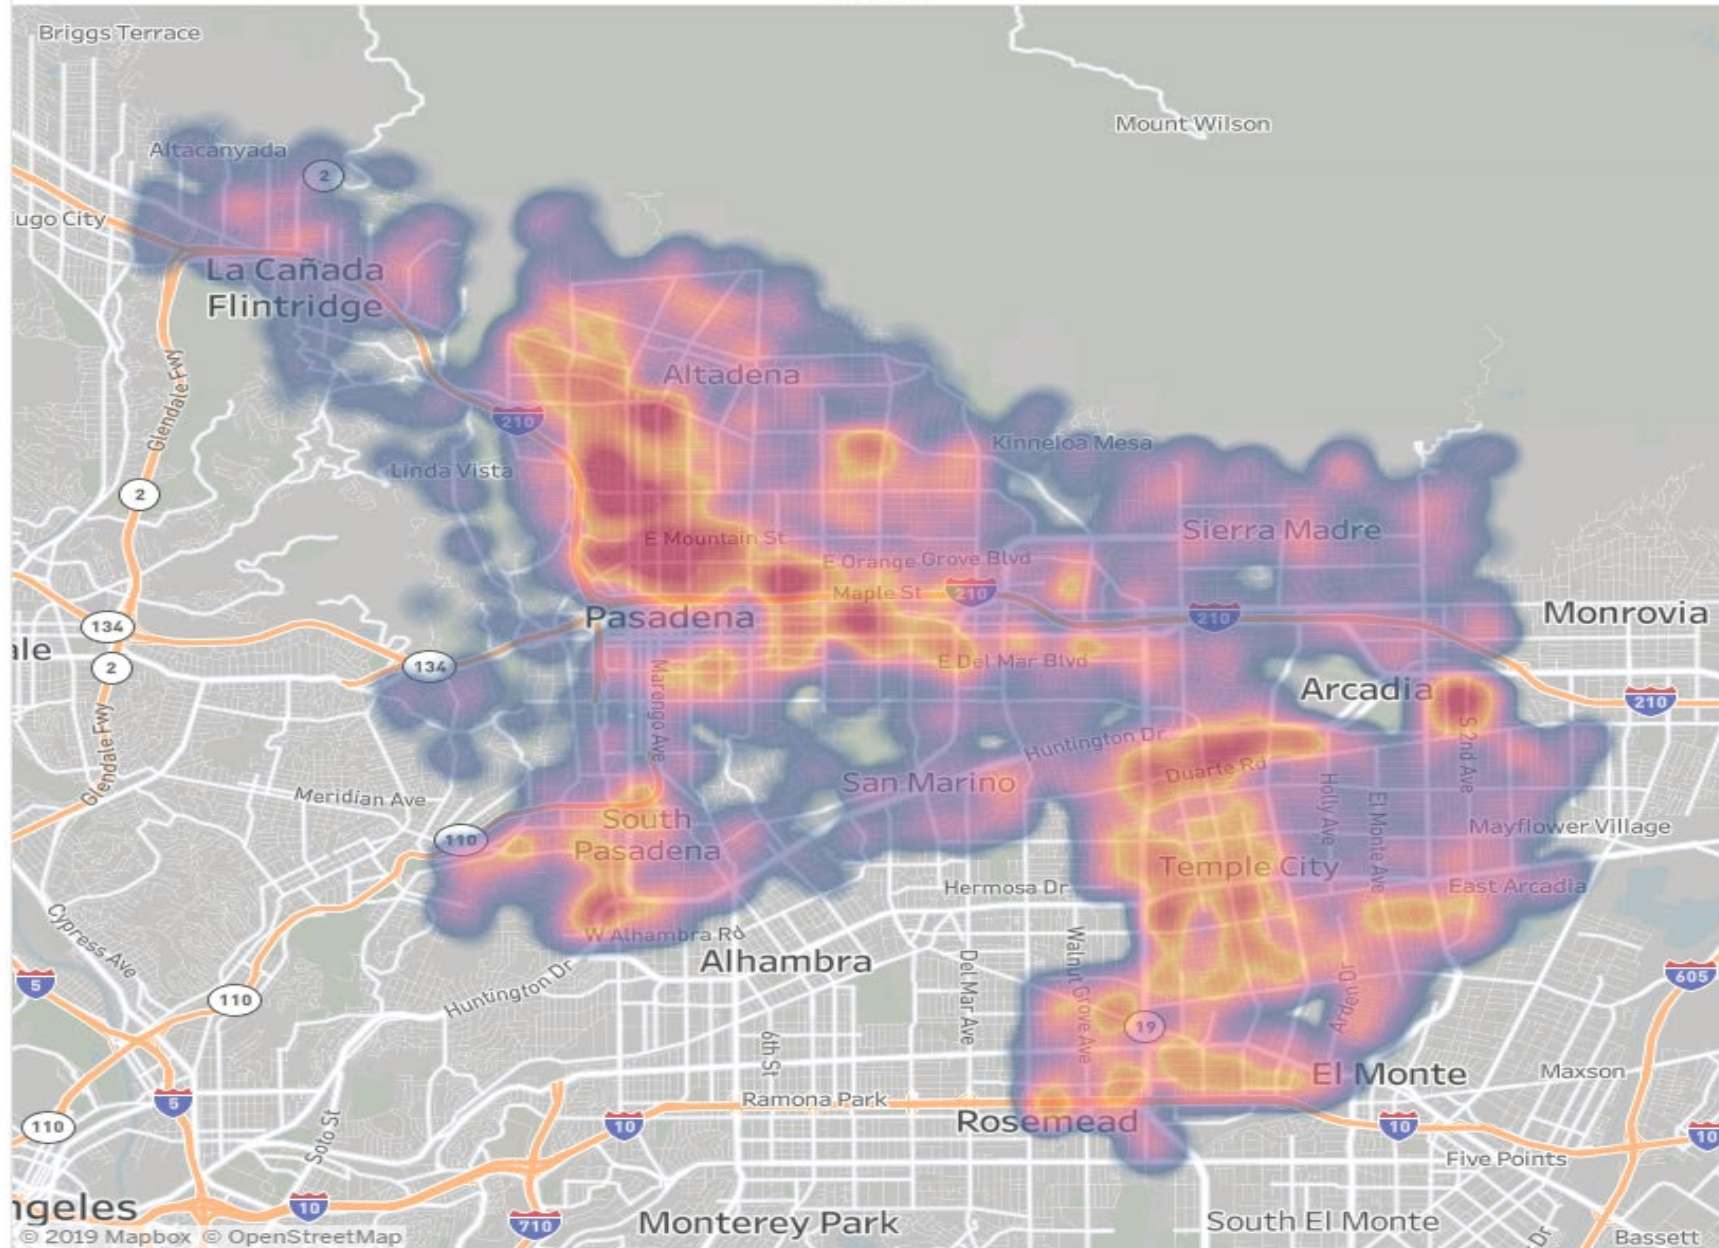 Briggs Terrace
Mount Wilson
Altacanyada
2
ugo City
La Cañada
Flintridge
Glendale Fwy
Altadena
210
Kinneloa Mesa
Linda Vista
2
Sierra Madre
E Mountain St
E Orange Grove Blvd
Maple St
210
210
Pasadena
Monrovia
134
ale
2
134
E Del Mar Blvd
Marengo Ave
Arcadia
210
Glendale Fwy
S 2nd Ave
Huntington Dr
Duarte Rd
San Marino
Meridian Ave
Holly Ave
El Monte Ave
110
South
Pasadena
Mayflower Village
Temple City
Hermosa Dr
East Arcadia
Cypress Ave
W Alhambra Rd
Alhambra
Del Mar Ave
Walnut Grove Ave
5
110
Huntington Dr
605
Arden Dr
19
6th St
El Monte
Maxson
5
Ramona Park
Rosemead
110
10
10
10
Soto St
Five Points
ngeles
10
710
Monterey Park
South El Monte
Dr
Bassett
© 2019 Mapbox © OpenStreetMap